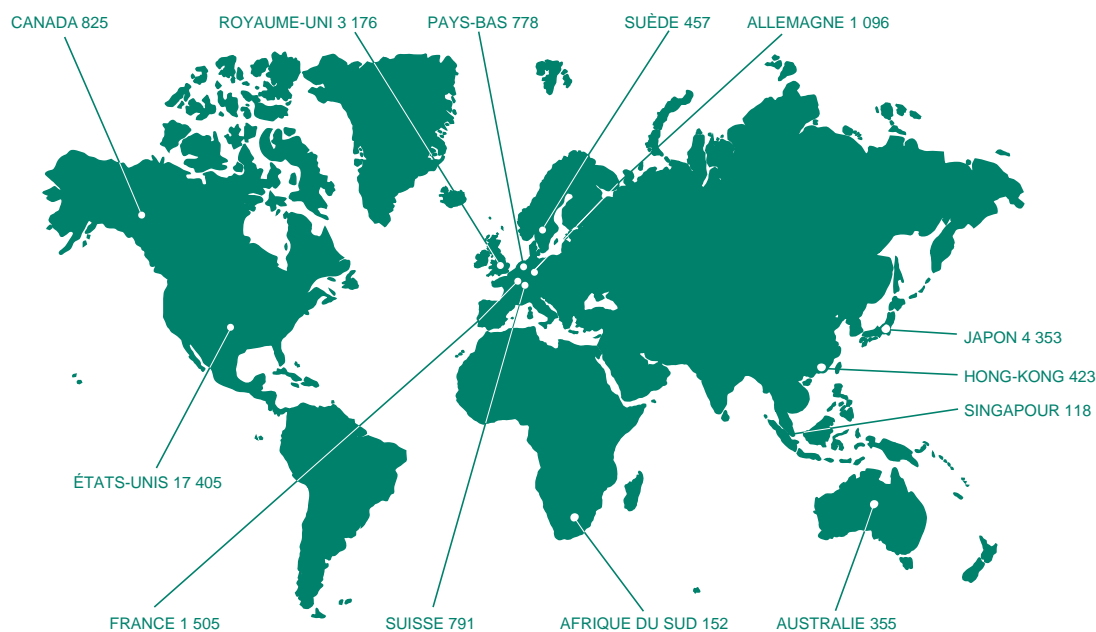 CANADA 825
ROYAUME-UNI 3 176
PAYS-BAS 778
SUÈDE 457
ALLEMAGNE 1 096
JAPON 4 353
HONG-KONG 423
SINGAPOUR 118
ÉTATS-UNIS 17 405
FRANCE 1 505
SUISSE 791
AFRIQUE DU SUD 152
AUSTRALIE 355